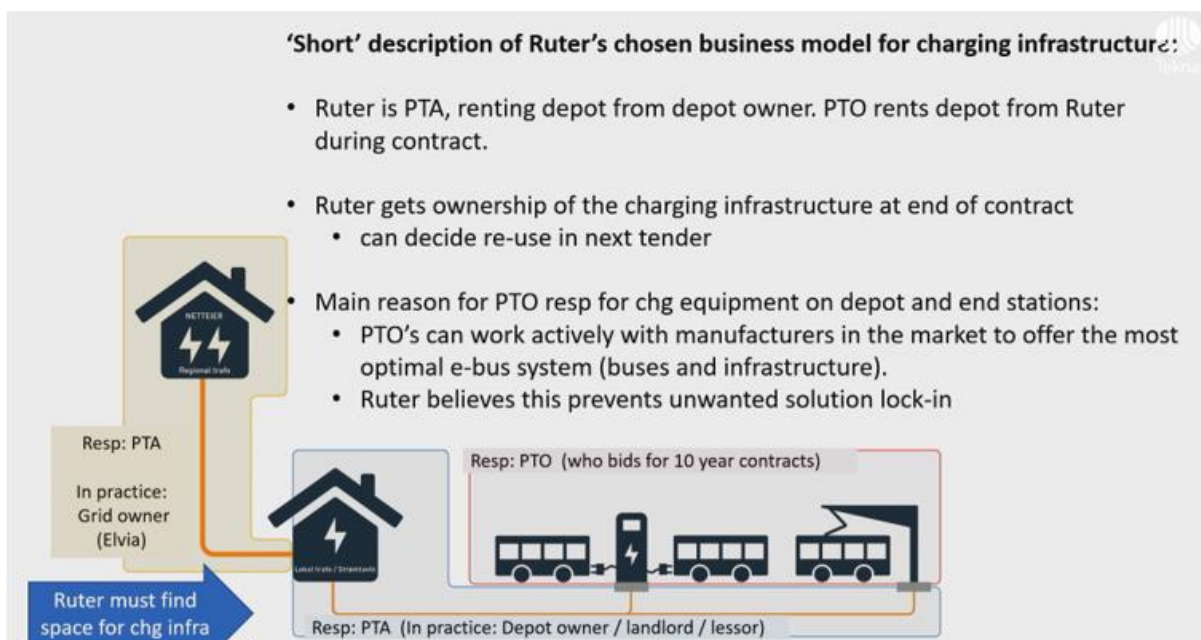 ‘Short’ description of Ruter’s chosen business model for charging infrastructure:
Tekna
• Ruter is PTA, renting depot from depot owner. PTO rents depot from Ruter
during contract.
• Ruter gets ownership of the charging infrastructure at end of contract
• can decide re-use in next tender
• Main reason for PTO resp for chg equipment on depot and end stations:
• PTO’s can work actively with manufacturers in the market to offer the most
optimal e-bus system (buses and infrastructure).
• Ruter believes this prevents unwanted solution lock-in
NETTEIER
Regional trafo
Resp: PTA
In practice:
Grid owner
(Elvia)
Resp: PTO (who bids for 10 year contracts)
Lokal trafo / Strømtavle
Ruter must find
space for chg infra
Resp: PTA (In practice: Depot owner / landlord / lessor)